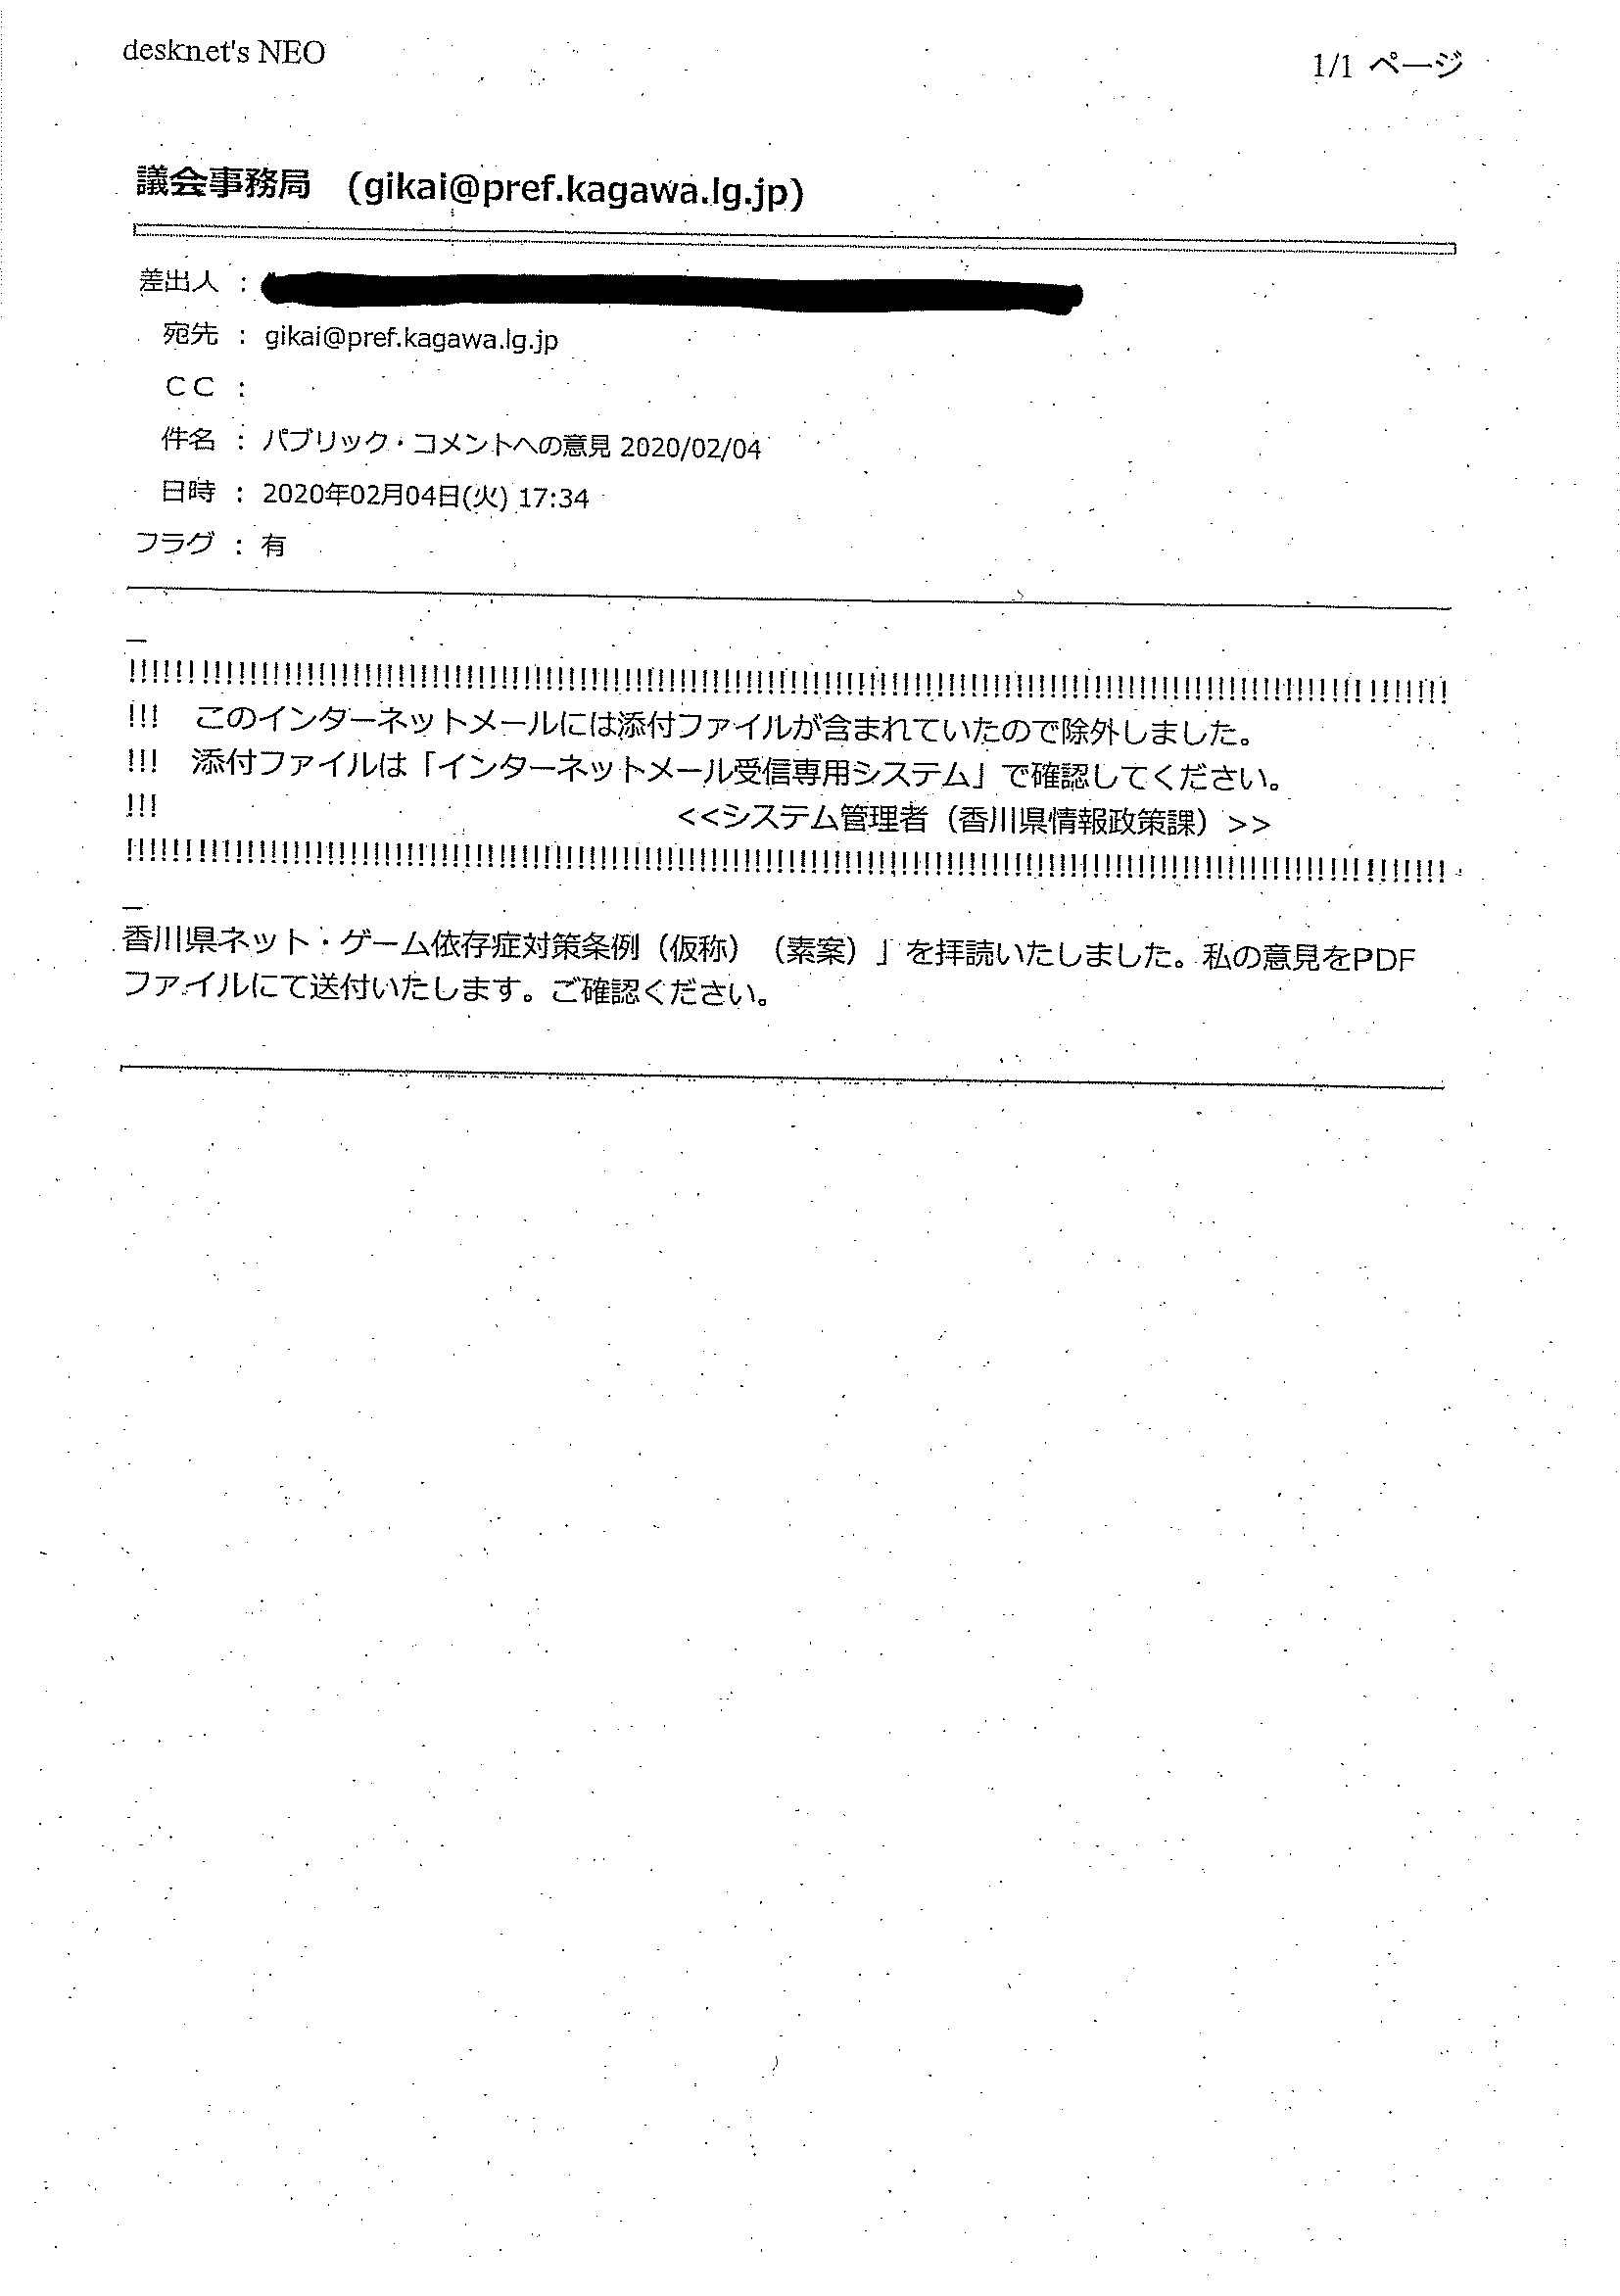 desknet's NEO
1/1 ページ
議会事務局　(gikai@pref.kagawa.lg.jp)
差出人 :
宛先 : gikai@pref.kagawa.lg.jp
ＣＣ :
件名 : パブリック・コメントへの意見 2020/02/04
日時 : 2020年02月04日(火) 17:34
フラグ : 有
_
!!!!!!!!!!!!!!!!!!!!!!!!!!!!!!!!!!!!!!!!!!!!!!!!!!!!!!!!!!!!!!!!!!!!!!!!!!!!!!!!!!!!!!!!!!!!!!!!!!!!!!!!!!!!!!
!!!　このインターネットメールには添付ファイルが含まれていたので除外しました。
!!!　添付ファイルは「インターネットメール受信専用システム」で確認してください。
!!!　<<システム管理者（香川県情報政策課）>>
!!!!!!!!!!!!!!!!!!!!!!!!!!!!!!!!!!!!!!!!!!!!!!!!!!!!!!!!!!!!!!!!!!!!!!!!!!!!!!!!!!!!!!!!!!!!!!!!!!!!!!!!!!!!!!
_
香川県ネット・ゲーム依存症対策条例（仮称）（素案）」を拝読いたしました。私の意見をPDF
ファイルにて送付いたします。ご確認ください。